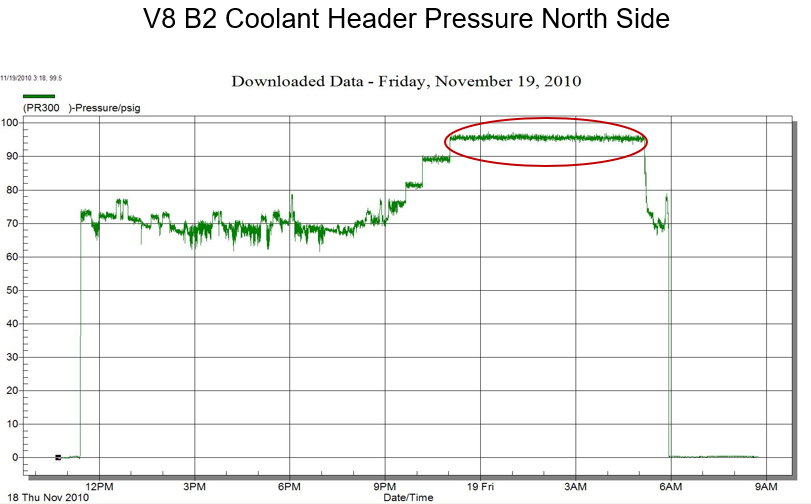 V8 B2 Coolant Header Pressure North Side
11/19/2010 3:18, 99.5
Downloaded Data - Friday, November 19, 2010
(PR300 )-Pressure/psig
100
90
80
70
60
50
40
30
20
10
0
12PM 3PM 6PM 9PM 19 Fri 3AM 6AM 9AM
18 Thu Nov 2010 Date/Time